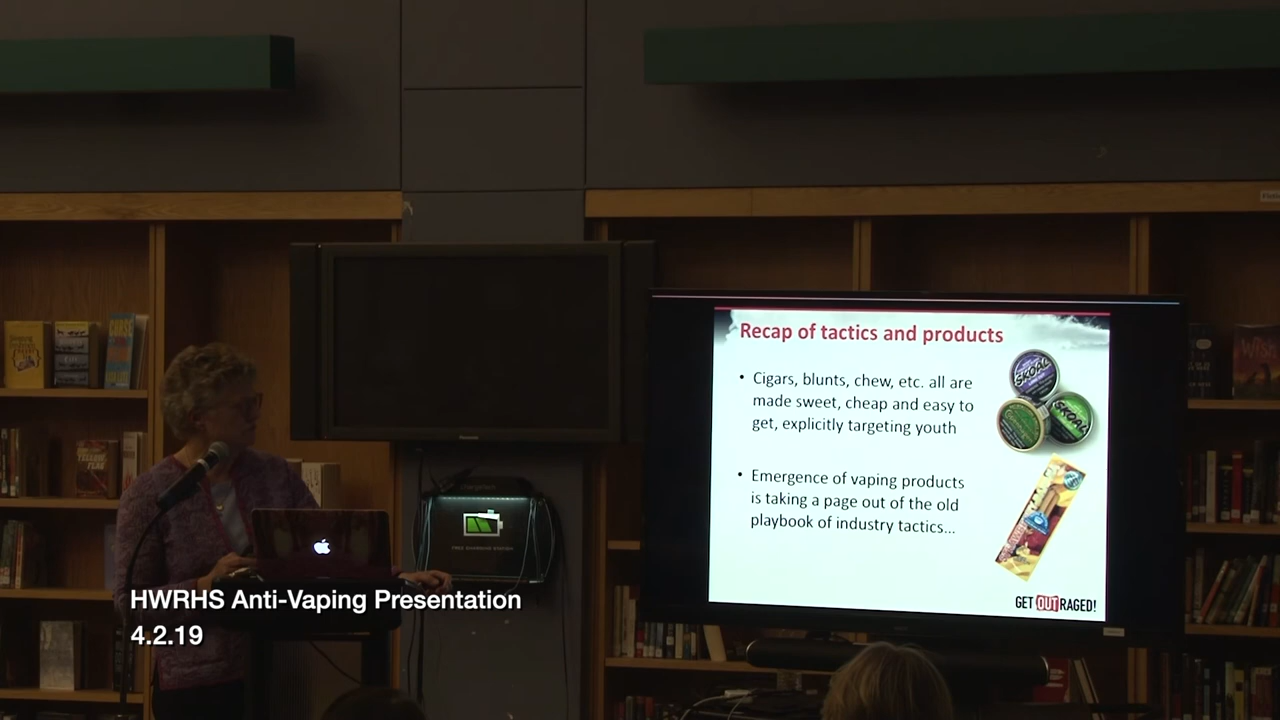 Recap of tactics and products
• Cigars, blunts, chew, etc. all are
made sweet, cheap and easy to
get, explicitly targeting youth
SKOAL
SKOAL
• Emergence of vaping products
is taking a page out of the old
playbook of industry tactics...
GET OUTRAGED!
HWRHS Anti-Vaping Presentation
4.2.19